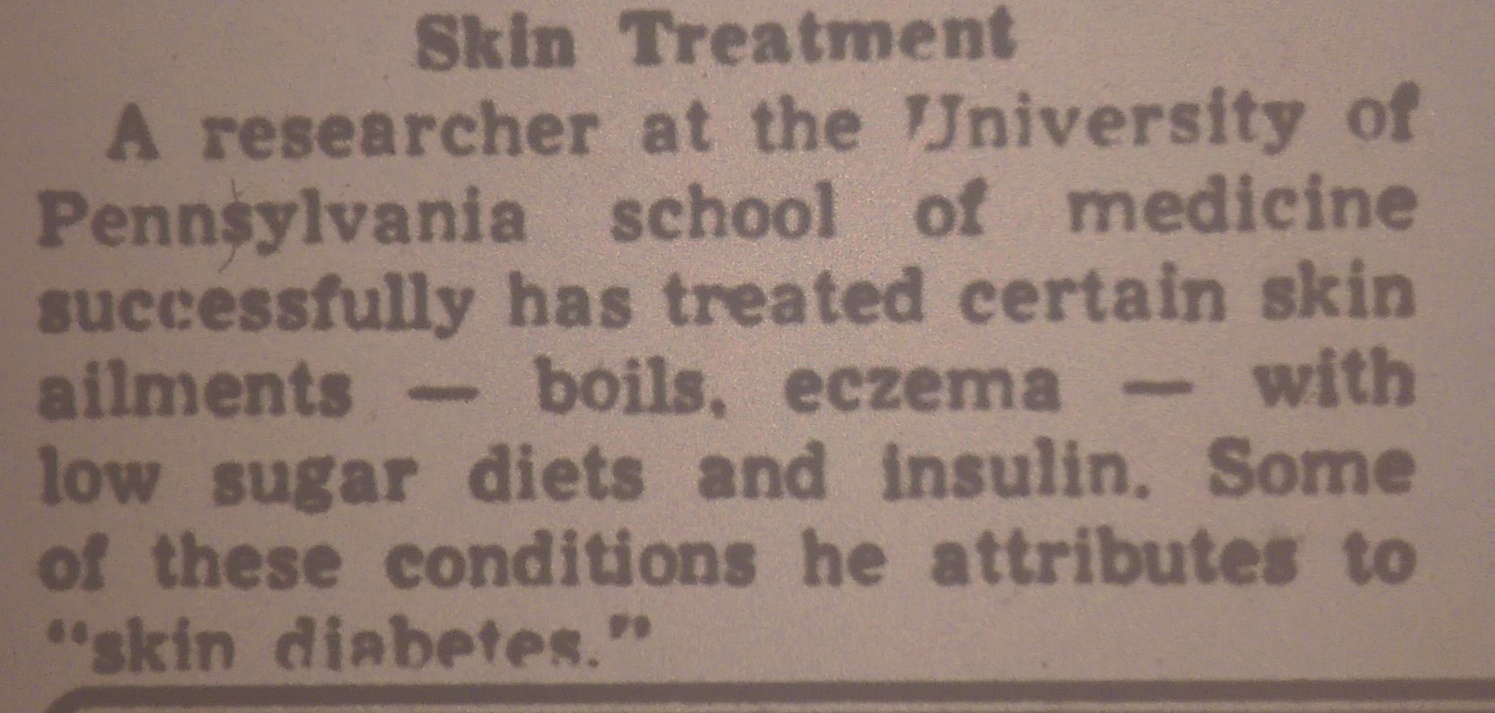 Skin Treatment
A researcher at the University of
Pennsylvania school of medicine
successfully has treated certain skin
ailments — boils, eczema — with
low sugar diets and insulin. Some
of these conditions he attributes to
“skin diabetes.”